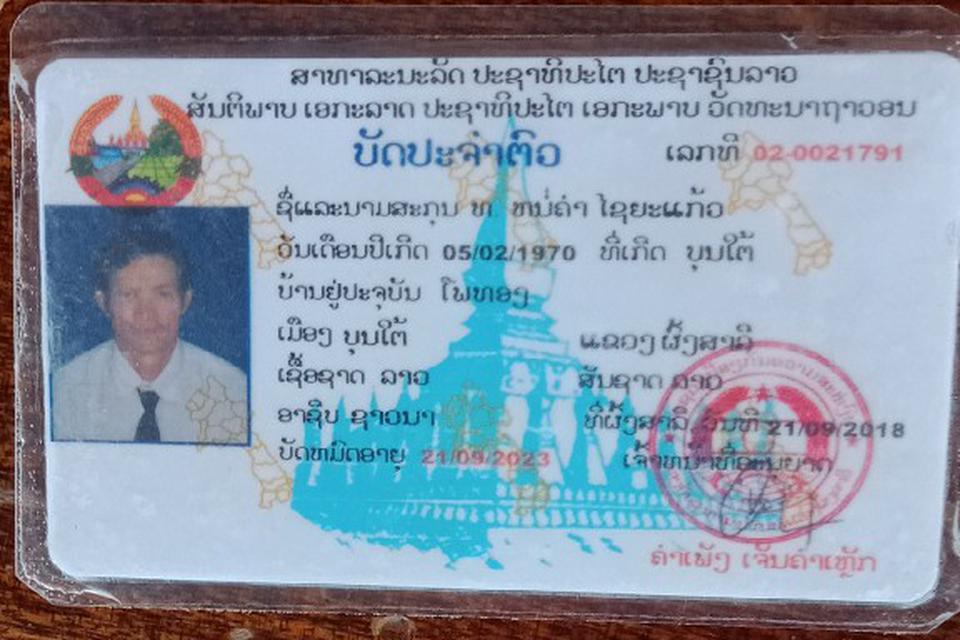 ສາທາລະນະລັດ ປະຊາທິປະໄຕ ປະຊາຊົນລາວ
ສັນຕິພາບ ເອກະລາດ ປະຊາທິປະໄຕ ເອກະພາບ ວັດທະນາຖາວອນ
ບັດປະຈຳຕົວ ເລກທີ 02-0021791
ຊື່ແລະນາມສະກຸນ ທ. ຫມໍ່ຄຳ ໄຊຍະແກ້ວ
ວັນເດືອນປີເກີດ 05/02/1970 ທີ່ເກີດ ບຸນໃຕ້
ບ້ານຢູ່ປະຈຸບັນ ໂພທອງ
ເມືອງ ບຸນໃຕ້ ແຂວງ ຜົ້ງສາລີ
ເຊື້ອຊາດ ລາວ ສັນຊາດ ລາວ
ອາຊີບ ຊາວນາ ທີ່ຜົ້ງສາລີ, ວັນທີ 21/09/2018
ບັດຫມົດອາຍຸ 21/09/2023 ເຈົ້າຫນ້າທີ່ອະນຸຍາດ
ຄຳເພັງ ເຈັນຄຳເຫຼັກ